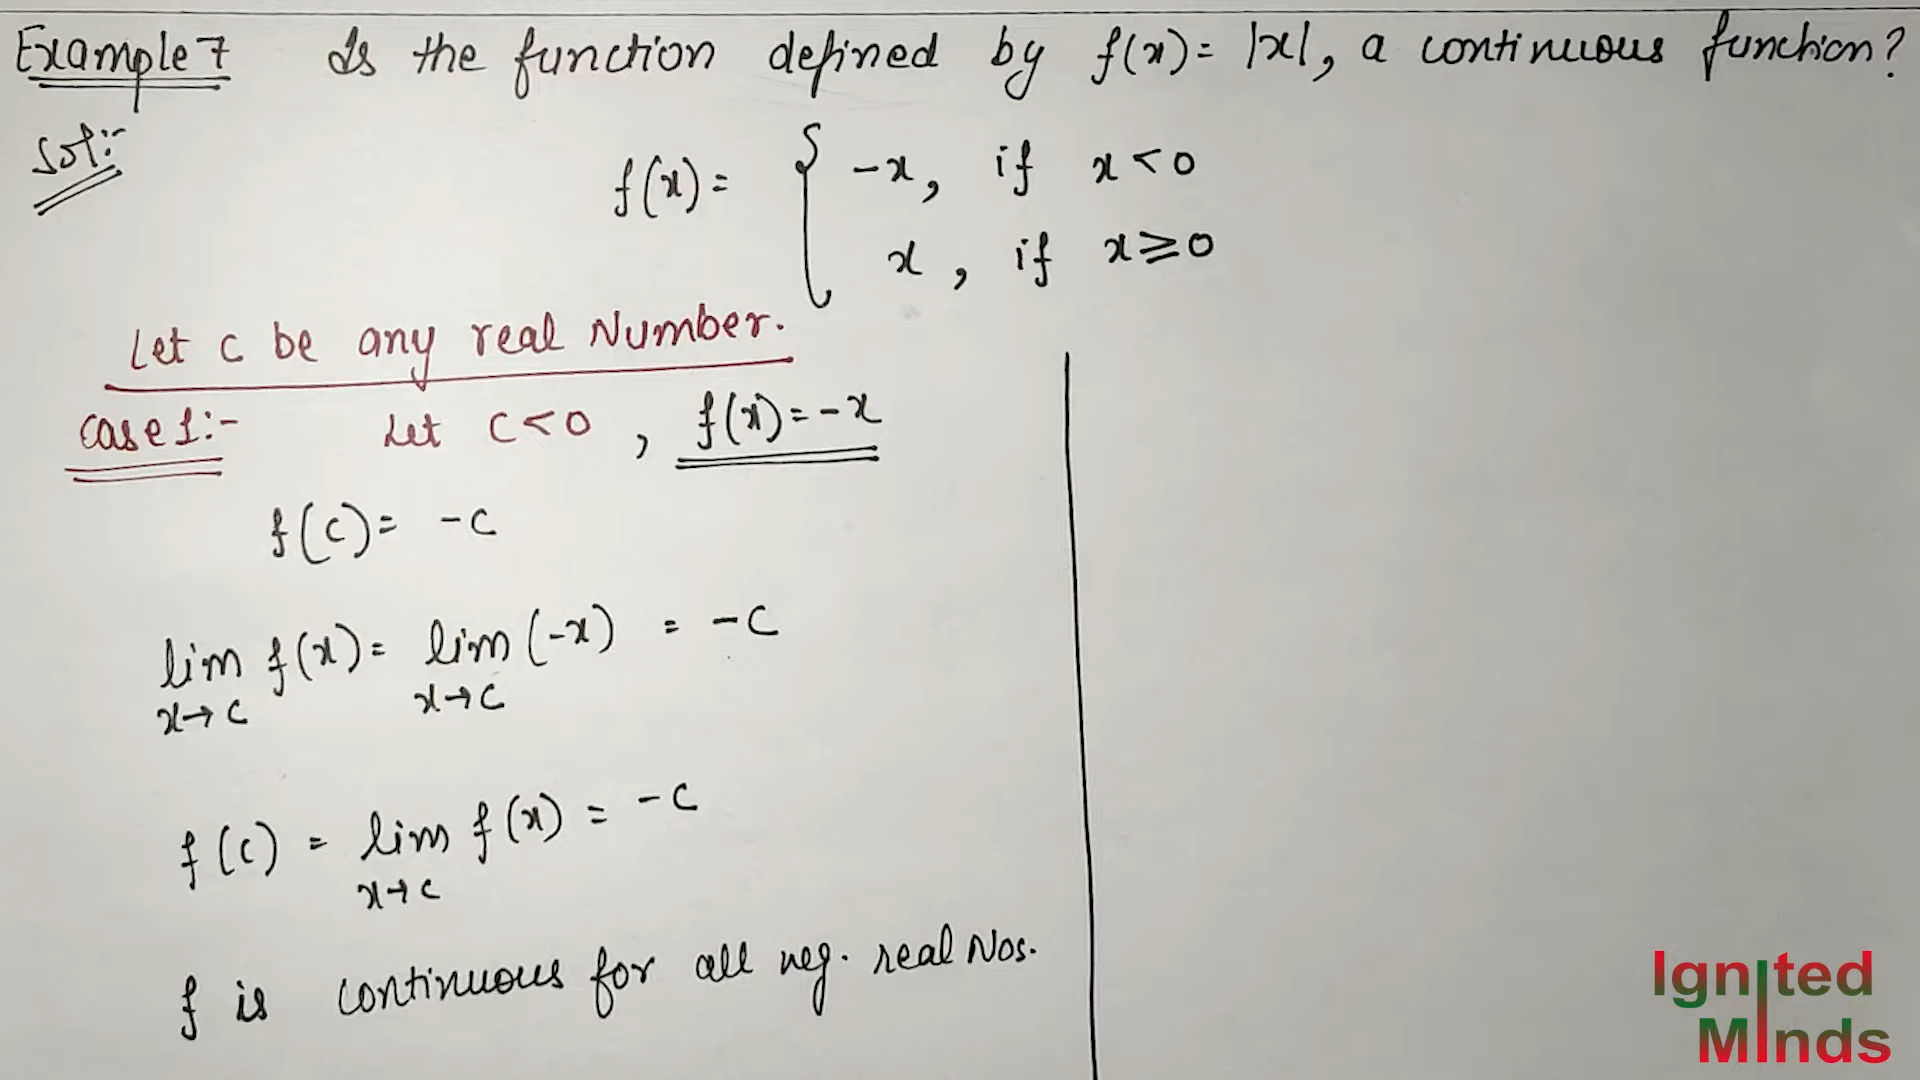 Example 7 Is the function defined by f(x) = |x|, a continuous function?
Sol:-
f(x) = { -x, if x < 0
x, if x ≥ 0
Let c be any real Number.
Case 1:- Let c < 0, f(x) = -x
f(c) = -c
lim f(x) = lim (-x) = -c
x→c x→c
f(c) = lim f(x) = -c
x→c
f is continuous for all neg. real Nos.
Ignited
Minds